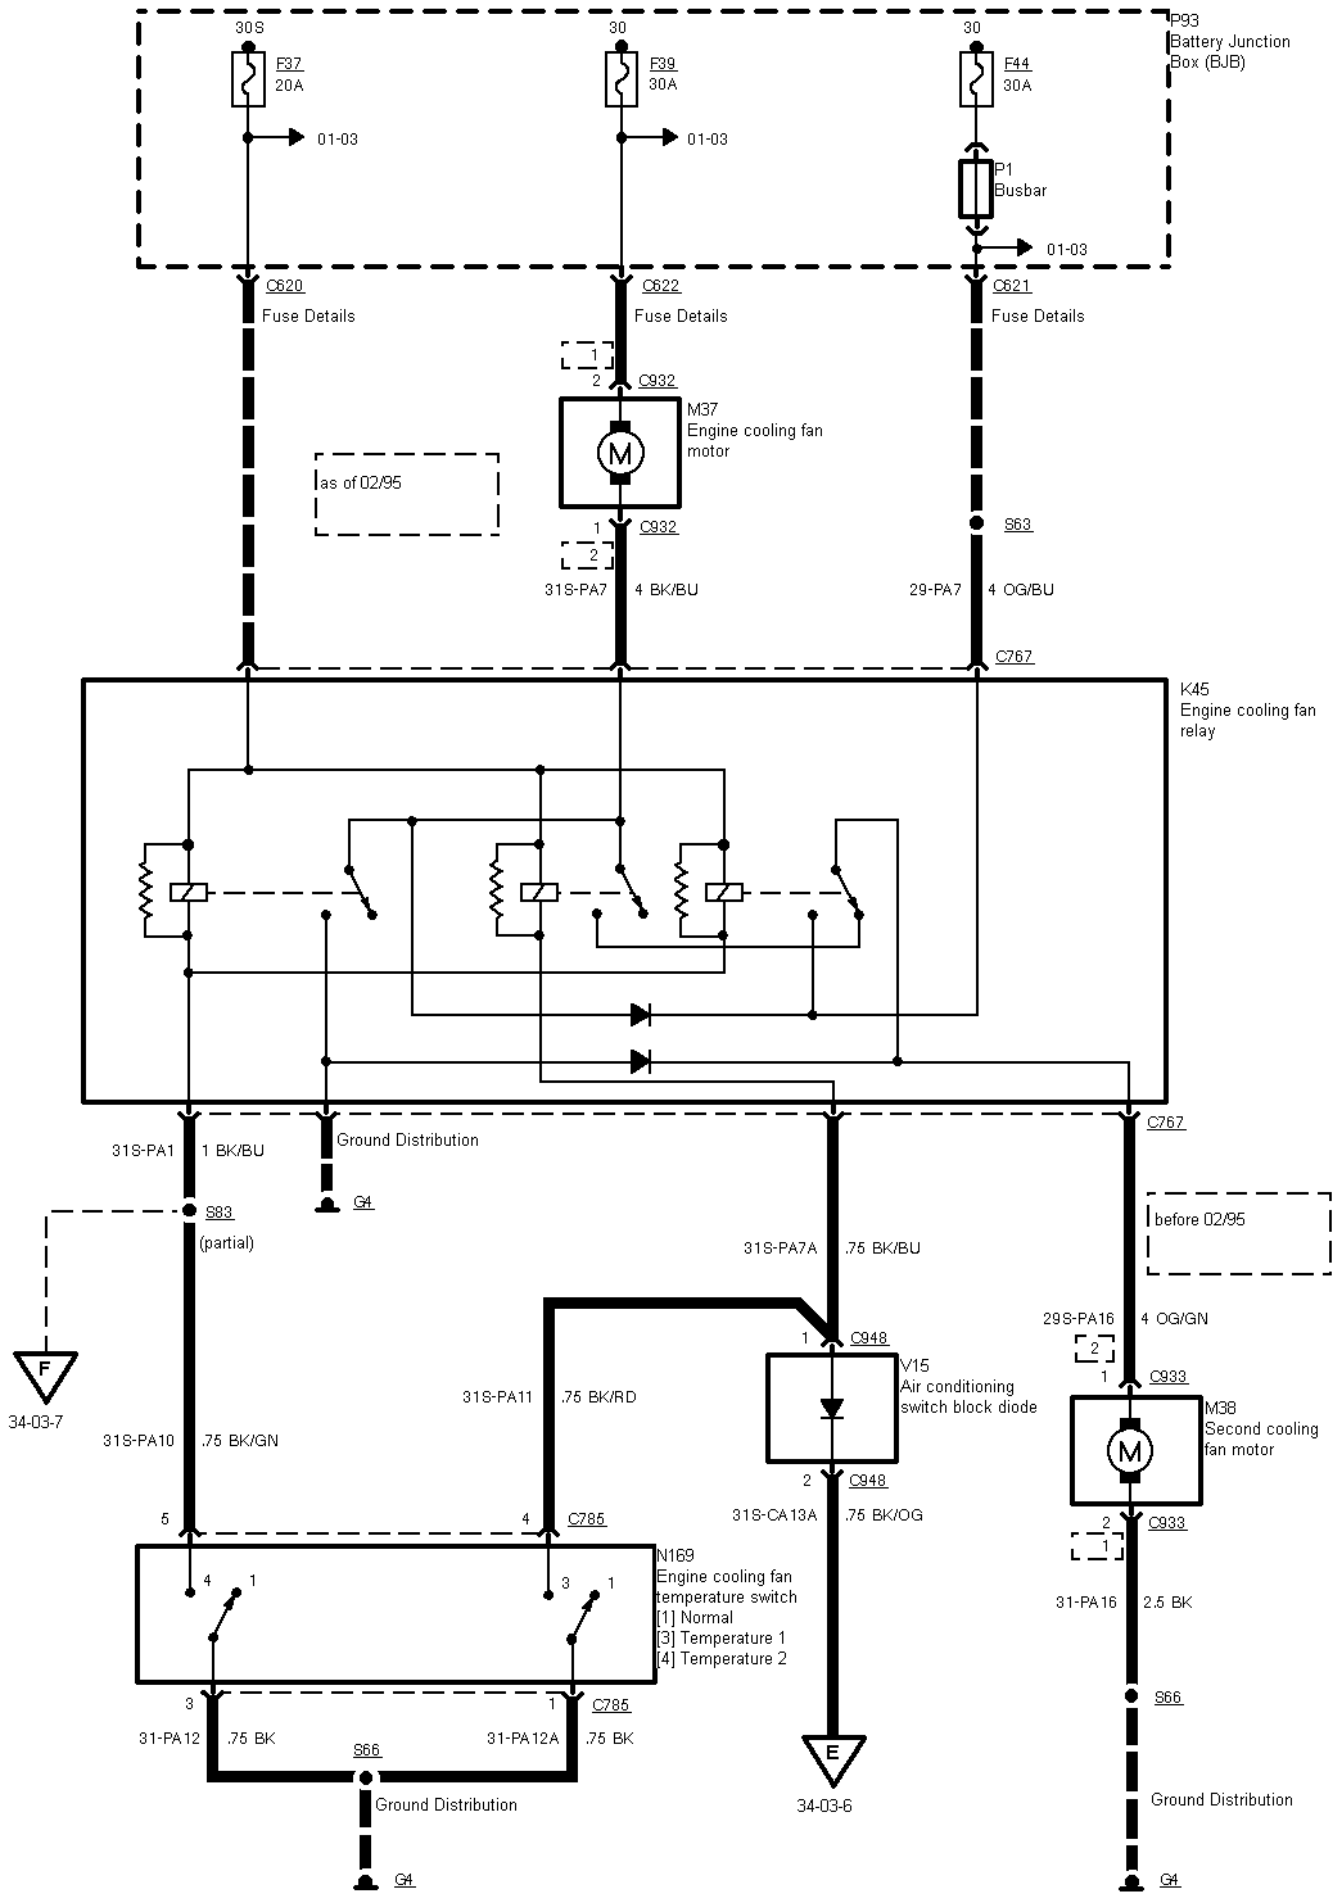 30S
30
30
P93
Battery Junction
Box (BJB)
F37
20A
F39
30A
F44
30A
01-03
01-03
P1
Busbar
01-03
C620
C622
C621
Fuse Details
Fuse Details
Fuse Details
1
2
C932
M37
Engine cooling fan
motor
M
as of 02/95
1
C932
S63
2
31S-PA7
4 BK/BU
29-PA7
4 OG/BU
C767
K45
Engine cooling fan
relay
C767
31S-PA1
1 BK/BU
Ground Distribution
G4
S83
(partial)
before 02/95
31S-PA7A
.75 BK/BU
29S-PA16
4 OG/GN
1
C948
2
F
V15
Air conditioning
switch block diode
1
C933
31S-PA11
.75 BK/RD
M38
Second cooling
fan motor
34-03-7
31S-PA10
.75 BK/GN
M
2
C948
31S-CA13A
.75 BK/OG
5
4
C785
2
C933
1
N169
Engine cooling fan
temperature switch
[1] Normal
[3] Temperature 1
[4] Temperature 2
4
1
3
1
31-PA16
2.5 BK
3
1
C785
S66
31-PA12
.75 BK
31-PA12A
.75 BK
S66
E
34-03-6
Ground Distribution
Ground Distribution
G4
G4